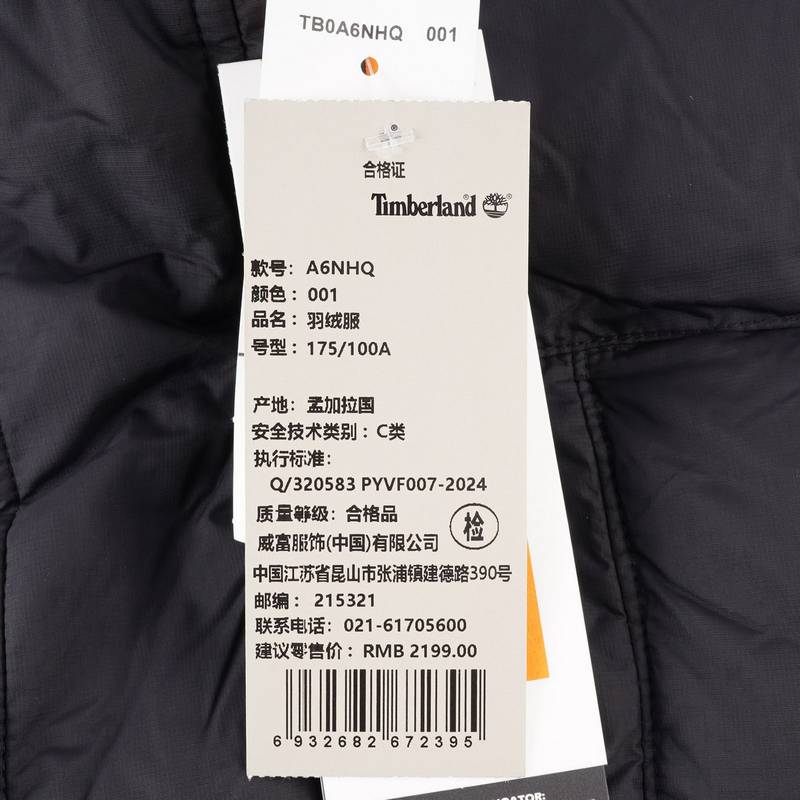 TB0A6NHQ 001
合格证
Timberland
款号：A6NHQ
颜色：001
品名：羽绒服
号型：175/100A
产地：孟加拉国
安全技术类别：C类
执行标准：
Q/320583 PYVF007-2024
质量等级：合格品
检
威富服饰(中国)有限公司
中国江苏省昆山市张浦镇建德路390号
邮编：215321
联系电话：021-61705600
建议零售价：RMB 2199.00
6 932682 672395